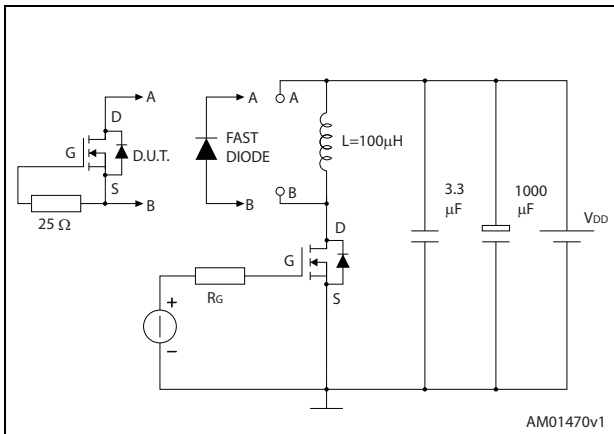 A
A
A
D
G
D.U.T.
FAST
DIODE
L=100µH
S
B
B
B
25 Ω
3.3
µF
1000
µF
VDD
D
G
S
RG
+
–
AM01470v1